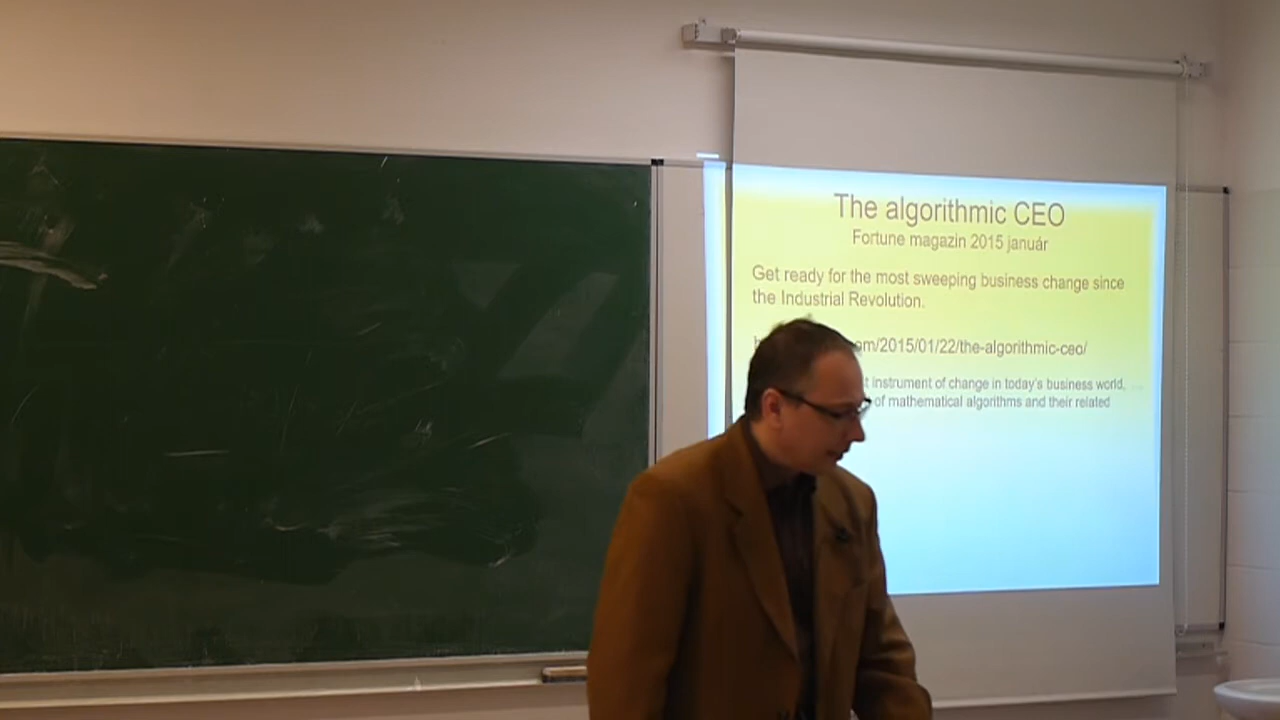 The algorithmic CEO
Fortune magazin 2015 január
Get ready for the most sweeping business change since
the Industrial Revolution.
om/2015/01/22/the-algorithmic-ceo/
instrument of change in today's business world,
of mathematical algorithms and their related